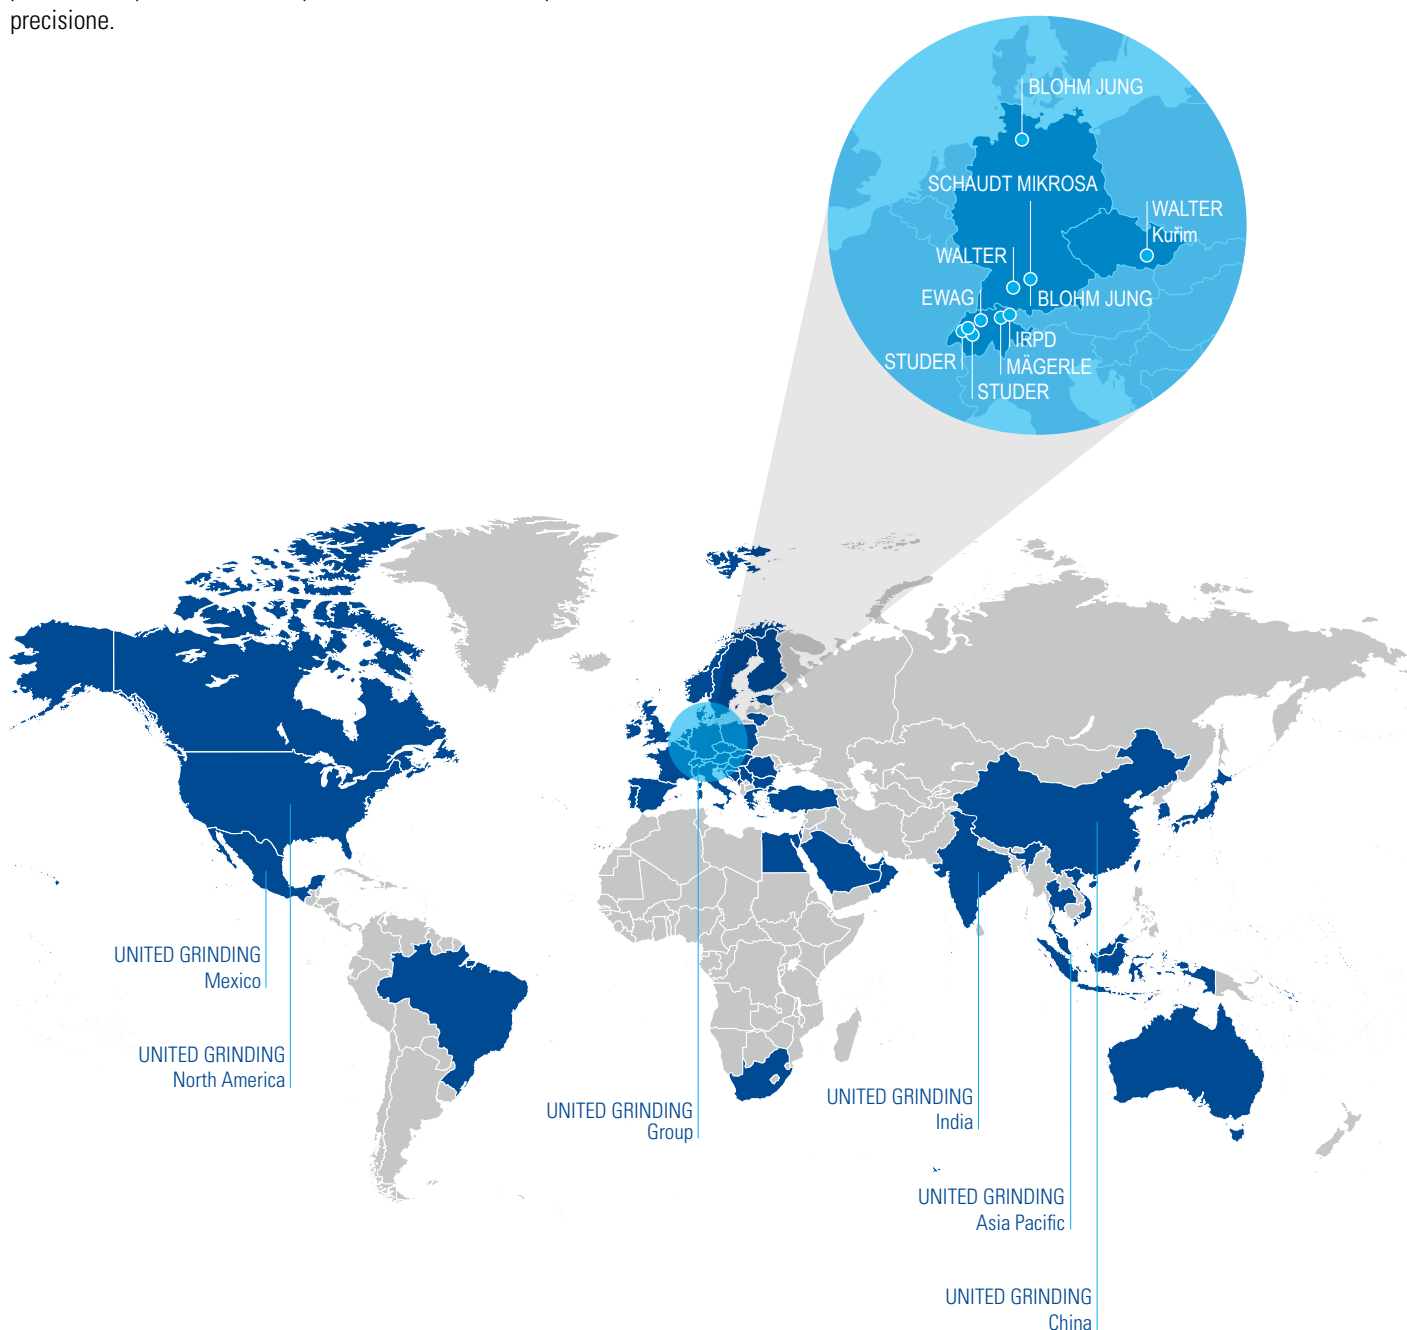 precisione.
BLOHM JUNG
SCHAUDT MIKROSA
WALTER
Kuřim
WALTER
EWAG
BLOHM JUNG
IRPD
STUDER
MÄGERLE
STUDER
UNITED GRINDING
Mexico
UNITED GRINDING
North America
UNITED GRINDING
Group
UNITED GRINDING
India
UNITED GRINDING
Asia Pacific
UNITED GRINDING
China